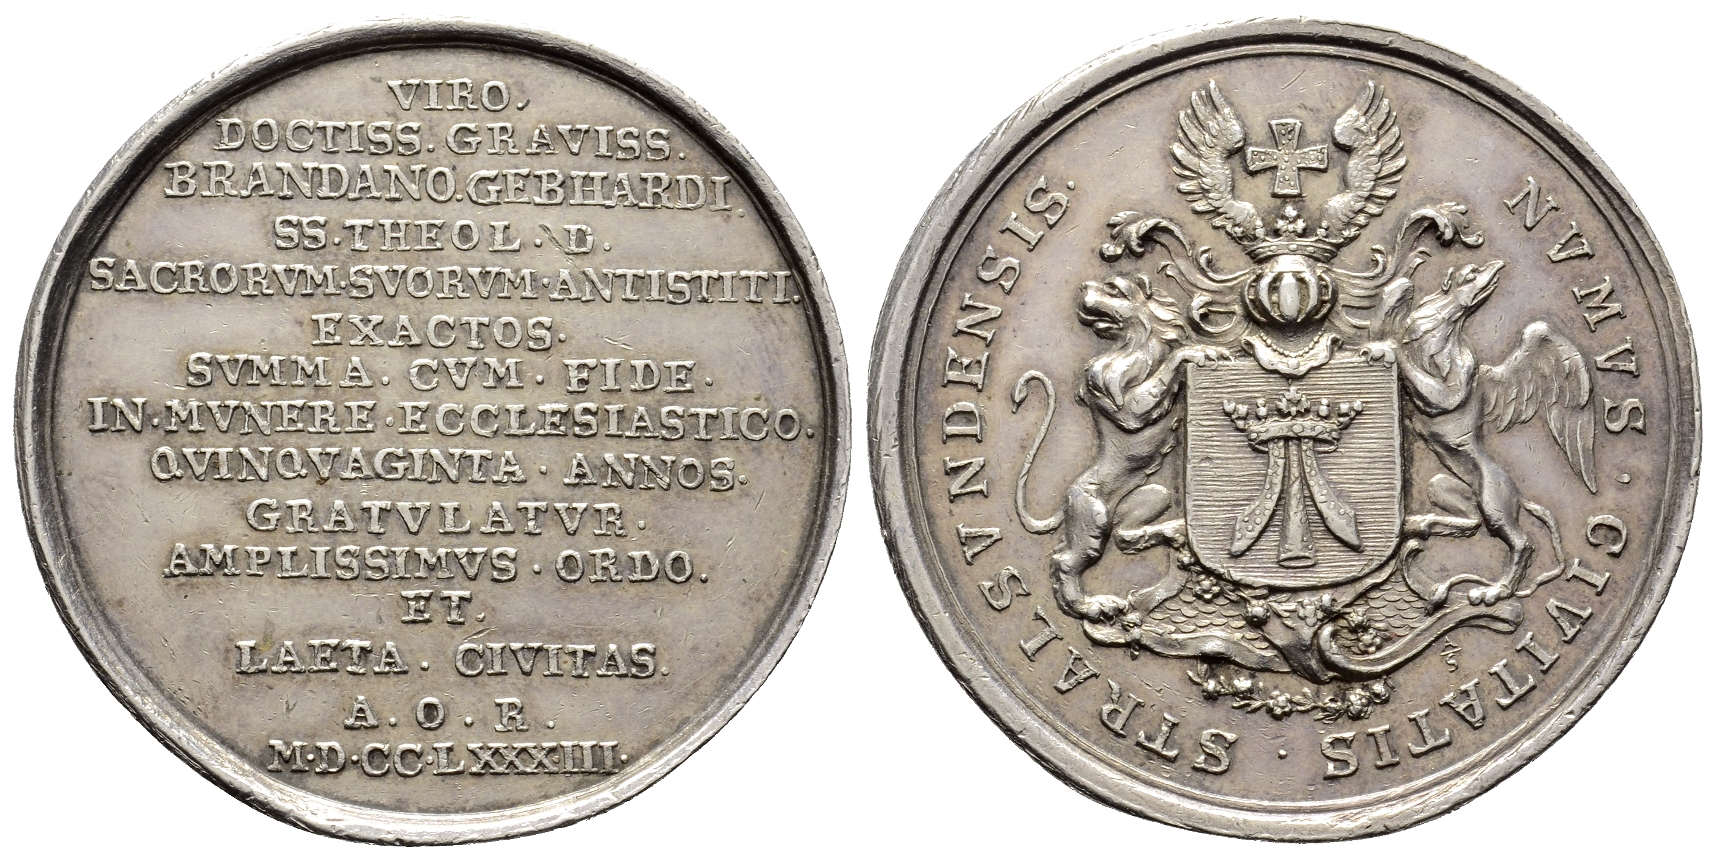 VIRO.
DOCTISS. GRAVISS.
BRANDANO. GEBHARDI.
SS · THEOL · D.
SACRORVM · SVORVM · ANTISTITI.
EXACTOS.
SVMMA . CVM . FIDE .
IN · MVNERE · ECCLESIASTICO.
QVINQVAGINTA · ANNOS.
GRATVLATVR .
AMPLISSIMVS . ORDO.
ET.
LAETA . CIVITAS.
A . O . R .
M·D·CC·LXXXIIII·
NVMVS · CIVITATIS · STRALSVNDENSIS.